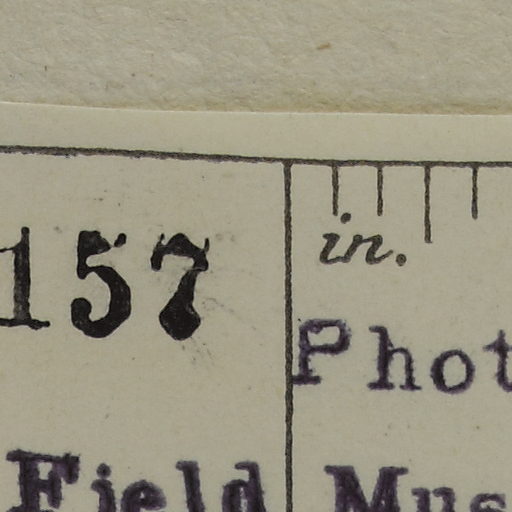 157
in.
Phot
Field Mus